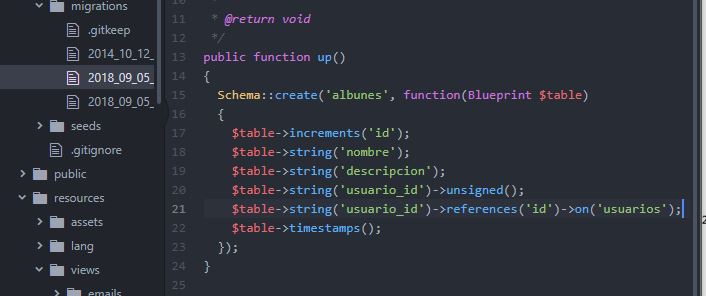 migrations
.gitkeep
2014_10_12_
2018_09_05_
2018_09_05_
seeds
.gitignore
public
resources
assets
lang
views
emails
11 * @return void
12 */
13 public function up()
14 {
15 Schema::create('albunes', function(Blueprint $table)
16 {
17 $table->increments('id');
18 $table->string('nombre');
19 $table->string('descripcion');
20 $table->string('usuario_id')->unsigned();
21 $table->string('usuario_id')->references('id')->on('usuarios');
22 $table->timestamps();
23 });
24 }
25